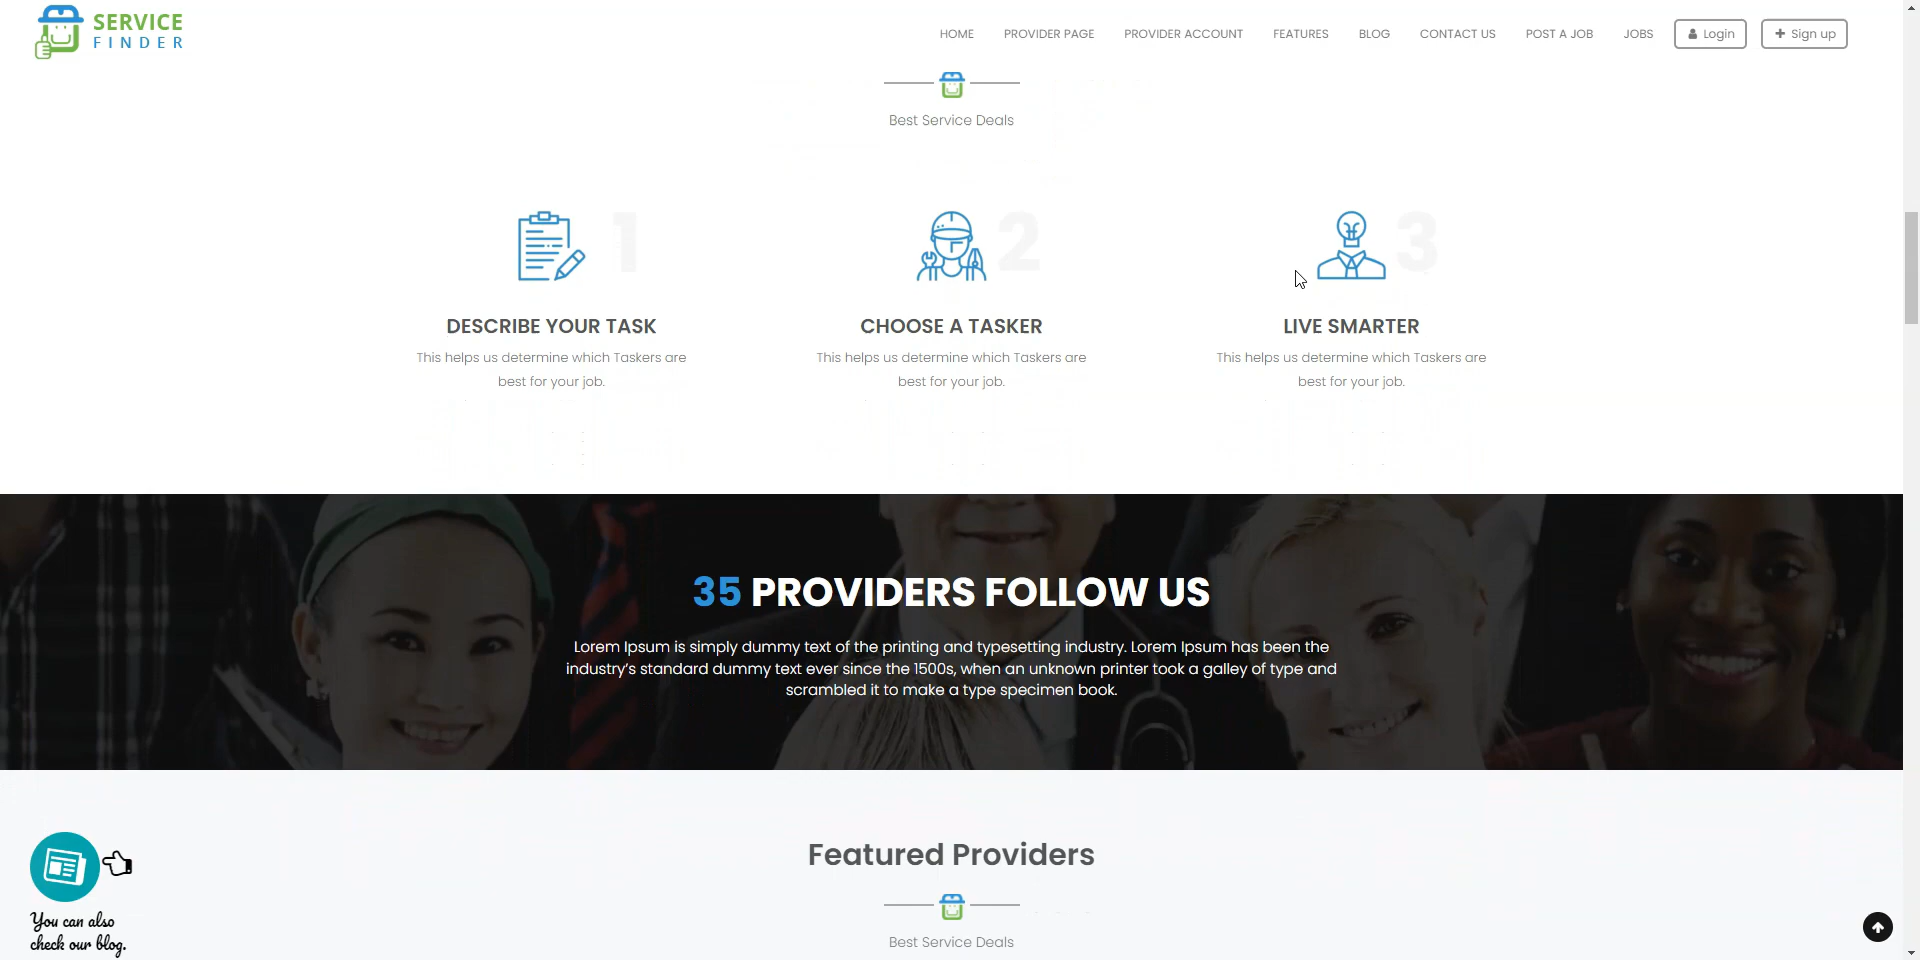 SERVICE
FINDER
HOME PROVIDER PAGE PROVIDER ACCOUNT FEATURES BLOG CONTACT US POST A JOB JOBS Login Sign up
Best Service Deals
1
2
3
DESCRIBE YOUR TASK
This helps us determine which Taskers are
best for your job.
CHOOSE A TASKER
This helps us determine which Taskers are
best for your job.
LIVE SMARTER
This helps us determine which Taskers are
best for your job.
35 PROVIDERS FOLLOW US
Lorem Ipsum is simply dummy text of the printing and typesetting industry. Lorem Ipsum has been the
industry’s standard dummy text ever since the 1500s, when an unknown printer took a galley of type and
scrambled it to make a type specimen book.
Featured Providers
Best Service Deals
You can also
check our blog.